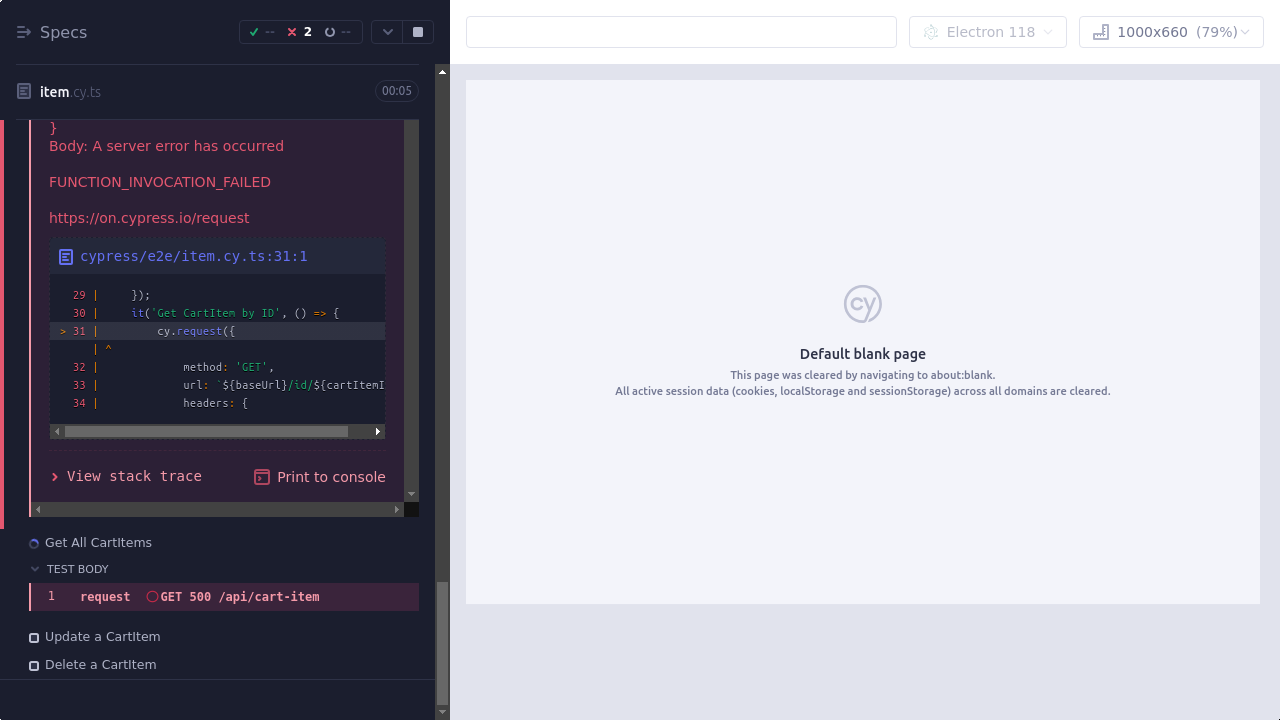 Specs
-- 2 --
item.cy.ts
00:05
}
Body: A server error has occurred
FUNCTION_INVOCATION_FAILED
https://on.cypress.io/request
cypress/e2e/item.cy.ts:31:1
29 | });
30 | it('Get CartItem by ID', () => {
> 31 | cy.request({
| ^
32 | method: 'GET',
33 | url: `${baseUrl}/id/${cartItemI
34 | headers: {
View stack trace
Print to console
Get All CartItems
TEST BODY
1 request GET 500 /api/cart-item
Update a CartItem
Delete a CartItem
Electron 118
1000x660 (79%)
cy
Default blank page
This page was cleared by navigating to about:blank.
All active session data (cookies, localStorage and sessionStorage) across all domains are cleared.